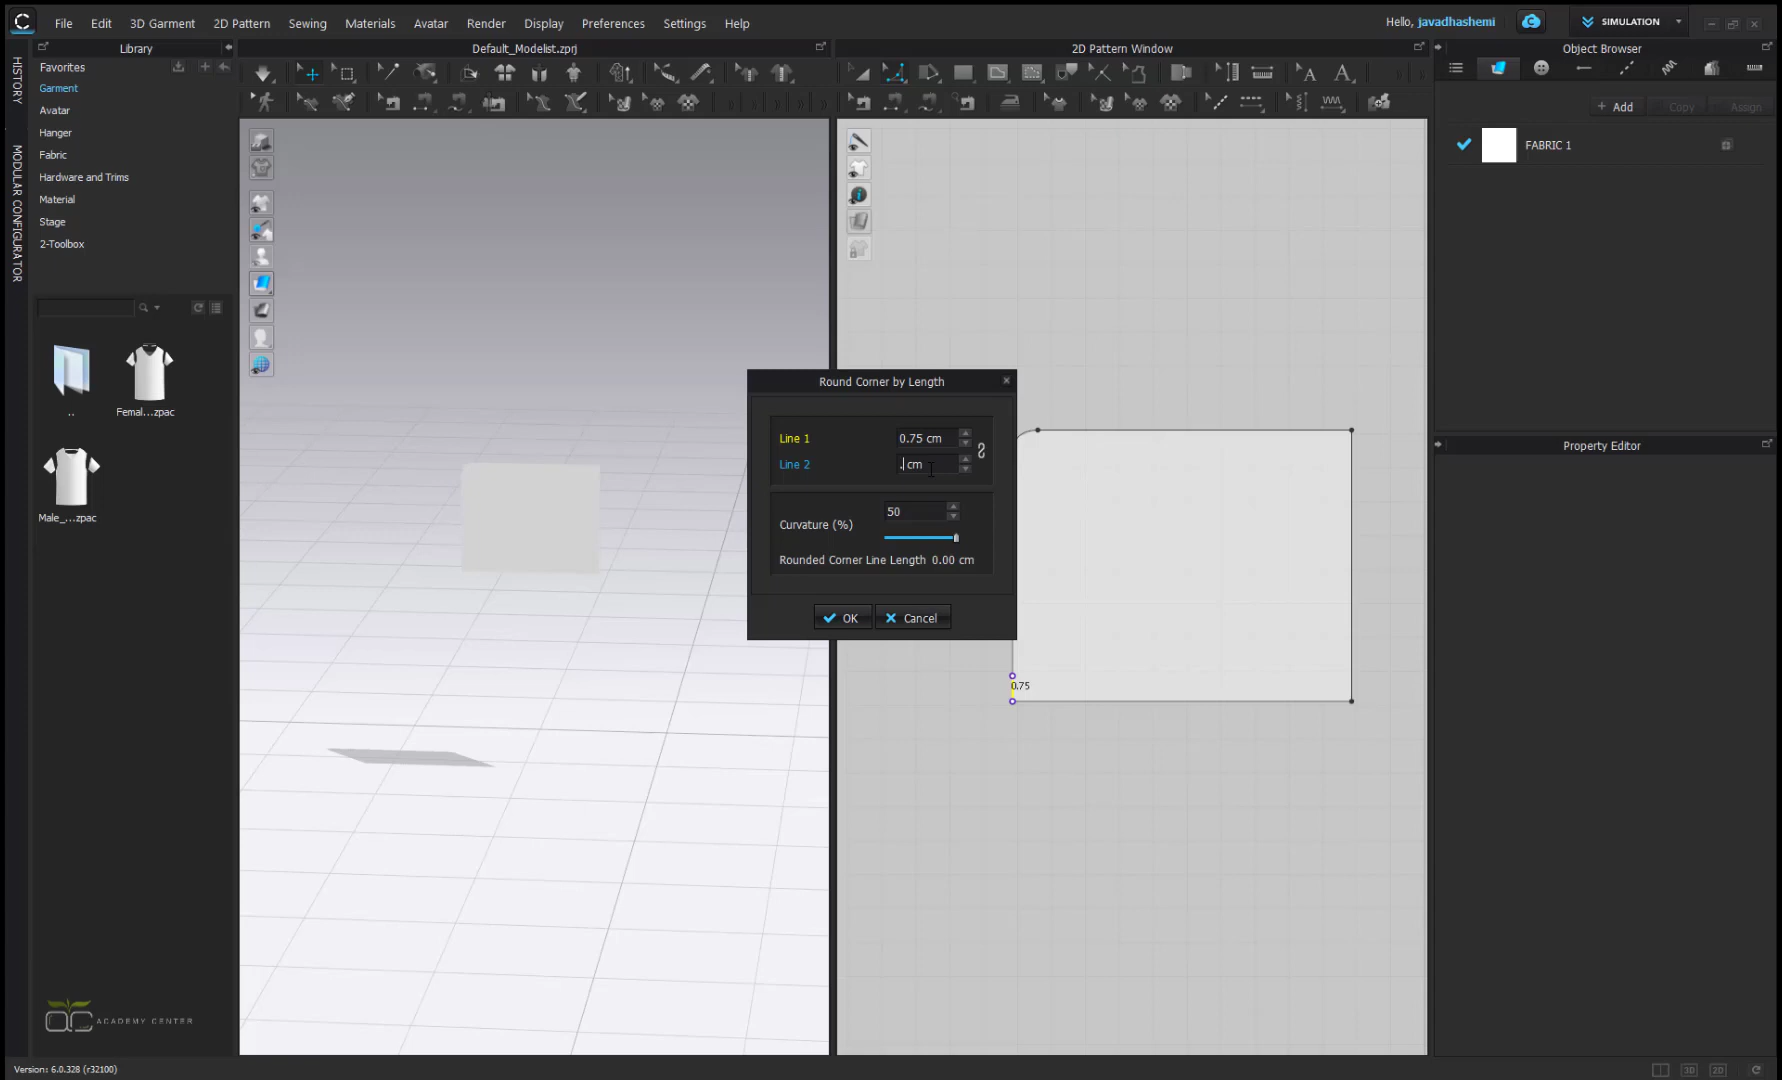 File Edit 3D Garment 2D Pattern Sewing Materials Avatar Render Display Preferences Settings Help
Hello, javadhashemi
SIMULATION
HISTORY
MODULAR CONFIGURATOR
Library
Favorites
Garment
Avatar
Hanger
Fabric
Hardware and Trims
Material
Stage
2-Toolbox
..
Femal...zpac
Male_...zpac
ACADEMY CENTER
Version: 6.0.328 (r32100)
Default_Modelist.zprj
2D Pattern Window
Round Corner by Length
Line 1 0.75 cm
Line 2 . cm
Curvature (%) 50
Rounded Corner Line Length 0.00 cm
OK Cancel
0.75
Object Browser
+ Add Copy Assign
FABRIC 1
Property Editor
3D 2D